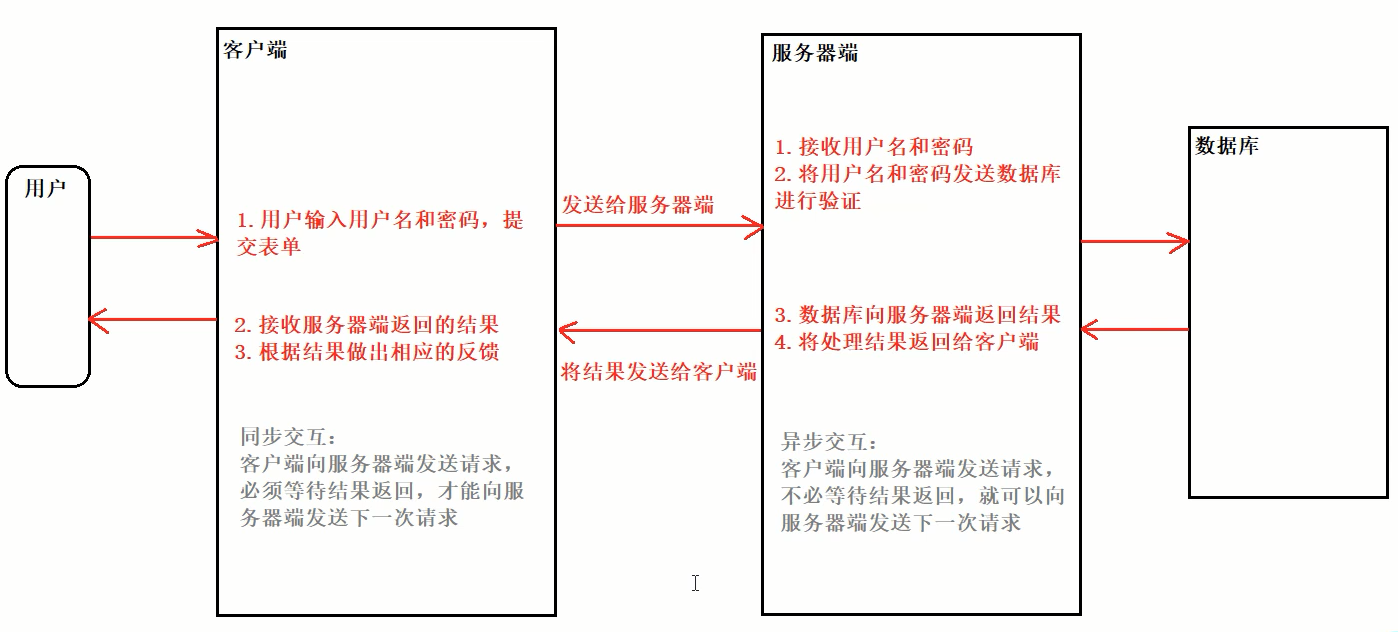 用户
客户端
1. 用户输入用户名和密码，提
交表单
2. 接收服务器端返回的结果
3. 根据结果做出相应的反馈
同步交互：
客户端向服务器端发送请求，
必须等待结果返回，才能向服
务器端发送下一次请求
发送给服务器端
将结果发送给客户端
服务器端
1. 接收用户名和密码
2. 将用户名和密码发送数据库
进行验证
3. 数据库向服务器端返回结果
4. 将处理结果返回给客户端
异步交互：
客户端向服务器端发送请求，
不必等待结果返回，就可以向
服务器端发送下一次请求
数据库